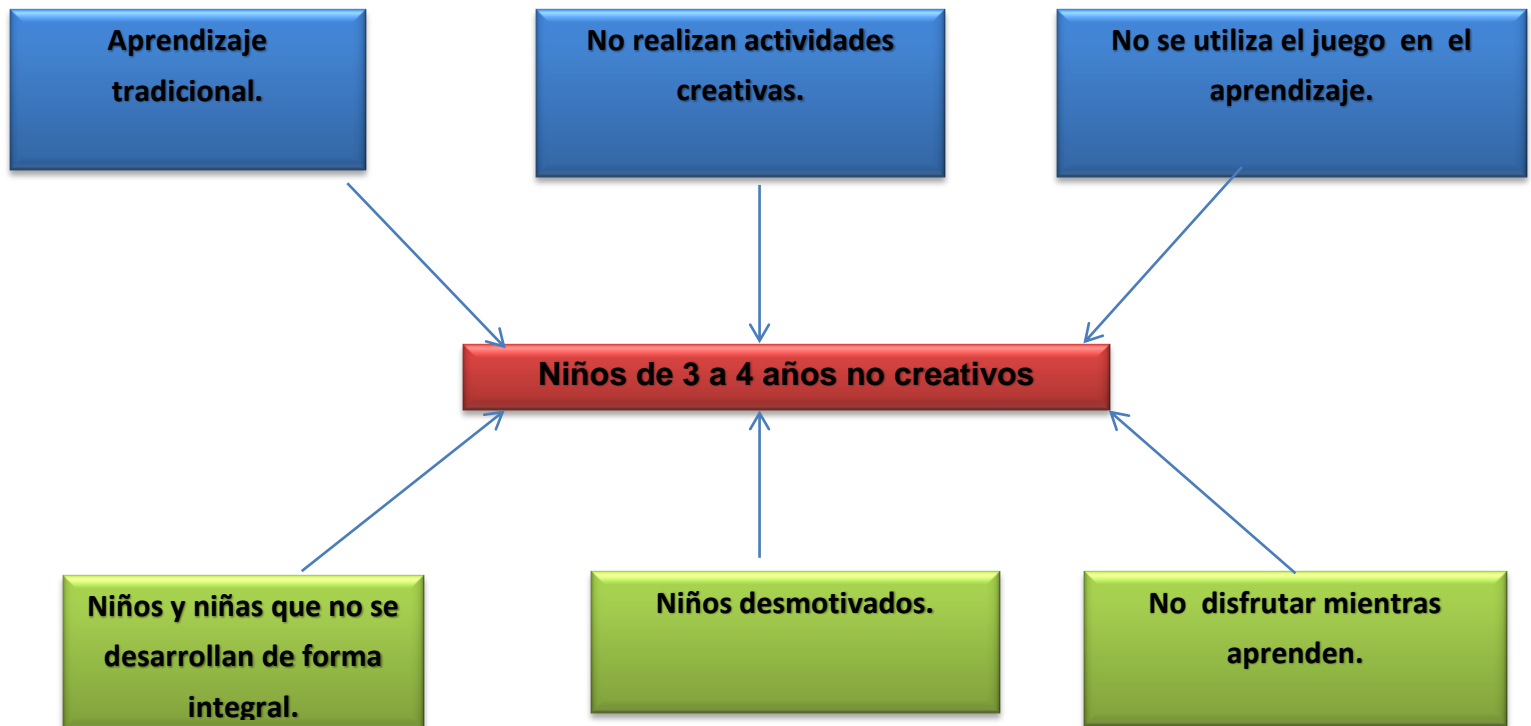 Aprendizaje
tradicional.
No realizan actividades
creativas.
No se utiliza el juego  en  el
aprendizaje.
Niños de 3 a 4 años no creativos
Niños y niñas que no se
desarrollan de forma
integral.
Niños desmotivados.
No  disfrutar mientras
aprenden.